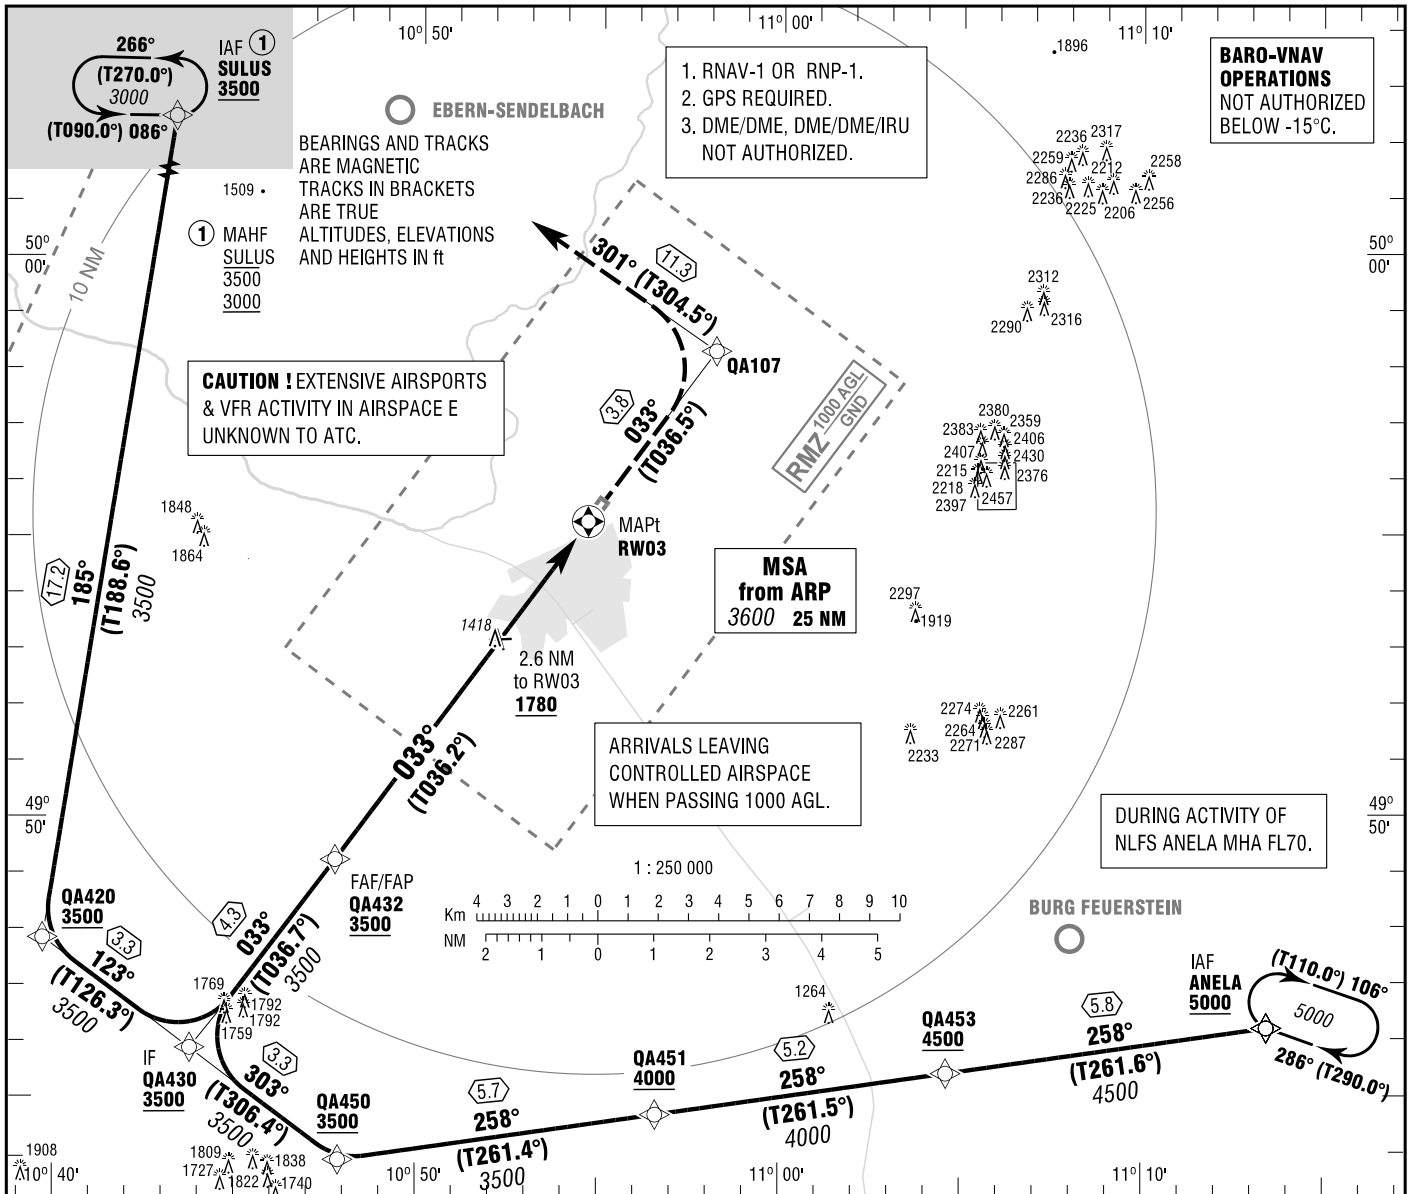 10° 50'
11° 00'
11° 10'
266°
(T270.0°)
3000
(T090.0°) 086°
IAF 1
SULUS
3500
EBERN-SENDELBACH
BEARINGS AND TRACKS
ARE MAGNETIC
TRACKS IN BRACKETS
ARE TRUE
ALTITUDES, ELEVATIONS
AND HEIGHTS IN ft
1. RNAV-1 OR RNP-1.
2. GPS REQUIRED.
3. DME/DME, DME/DME/IRU
NOT AUTHORIZED.
1896
BARO-VNAV
OPERATIONS
NOT AUTHORIZED
BELOW -15°C.
2236
2317
2259
2212
2258
2286
2236
2225
2206
2256
1509
1 MAHF
SULUS
3500
3000
50°
00'
10 NM
50°
00'
301° (T304.5°)
11.3
QA107
2312
2290
2316
CAUTION ! EXTENSIVE AIRSPORTS
& VFR ACTIVITY IN AIRSPACE E
UNKNOWN TO ATC.
3.8
033°
(T036.5°)
RMZ 1000 AGL
GND
2380
2383
2359
2406
2407
2430
2215
2376
2218
2457
2397
1848
1864
MAPt
RW03
17.2
185°
(T188.6°)
3500
MSA
from ARP
3600 25 NM
2297
1919
1418
2.6 NM
to RW03
1780
2274
2261
2264
2271
2287
2233
033°
(T036.2°)
ARRIVALS LEAVING
CONTROLLED AIRSPACE
WHEN PASSING 1000 AGL.
49°
50'
49°
50'
DURING ACTIVITY OF
NLFS ANELA MHA FL70.
1 : 250 000
Km 4 3 2 1 0 1 2 3 4 5 6 7 8 9 10
NM 2 1 0 1 2 3 4 5
FAF/FAP
QA432
3500
QA420
3500
4.3
033°
(T036.7°)
3500
3.3
123°
(T126.3°)
3500
BURG FEUERSTEIN
IAF
ANELA
5000
(T110.0°) 106°
5000
286° (T290.0°)
1769
1792
1792
1759
1264
QA453
4500
5.8
258°
(T261.6°)
4500
IF
QA430
3500
3.3
303°
(T306.4°)
3500
QA450
3500
QA451
4000
5.2
258°
(T261.5°)
4000
5.7
258°
(T261.4°)
3500
1908
1809
1838
1727
1822
1740
10° 40'
10° 50'
11° 00'
11° 10'